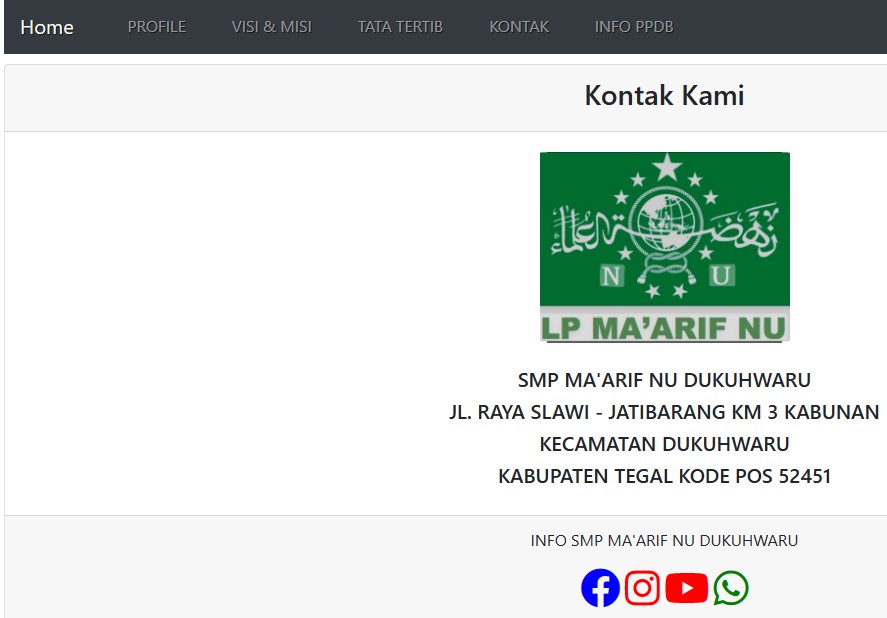 Home PROFILE VISI & MISI TATA TERTIB KONTAK INFO PPDB
Kontak Kami
نهضة العلماء
N U
LP MA'ARIF NU
SMP MA'ARIF NU DUKUHWARU
JL. RAYA SLAWI - JATIBARANG KM 3 KABUNAN
KECAMATAN DUKUHWARU
KABUPATEN TEGAL KODE POS 52451
INFO SMP MA'ARIF NU DUKUHWARU